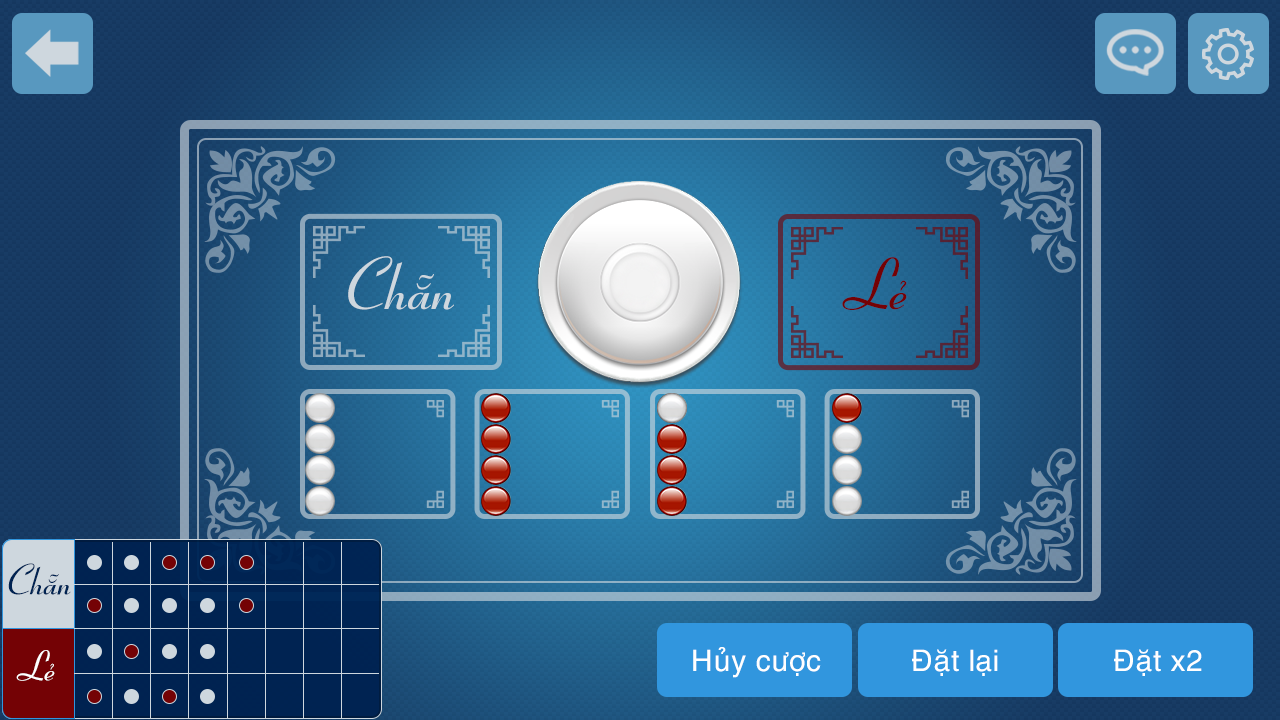 Chẵn
Lẻ
Chẵn
Lẻ
Hủy cược
Đặt lại
Đặt x2